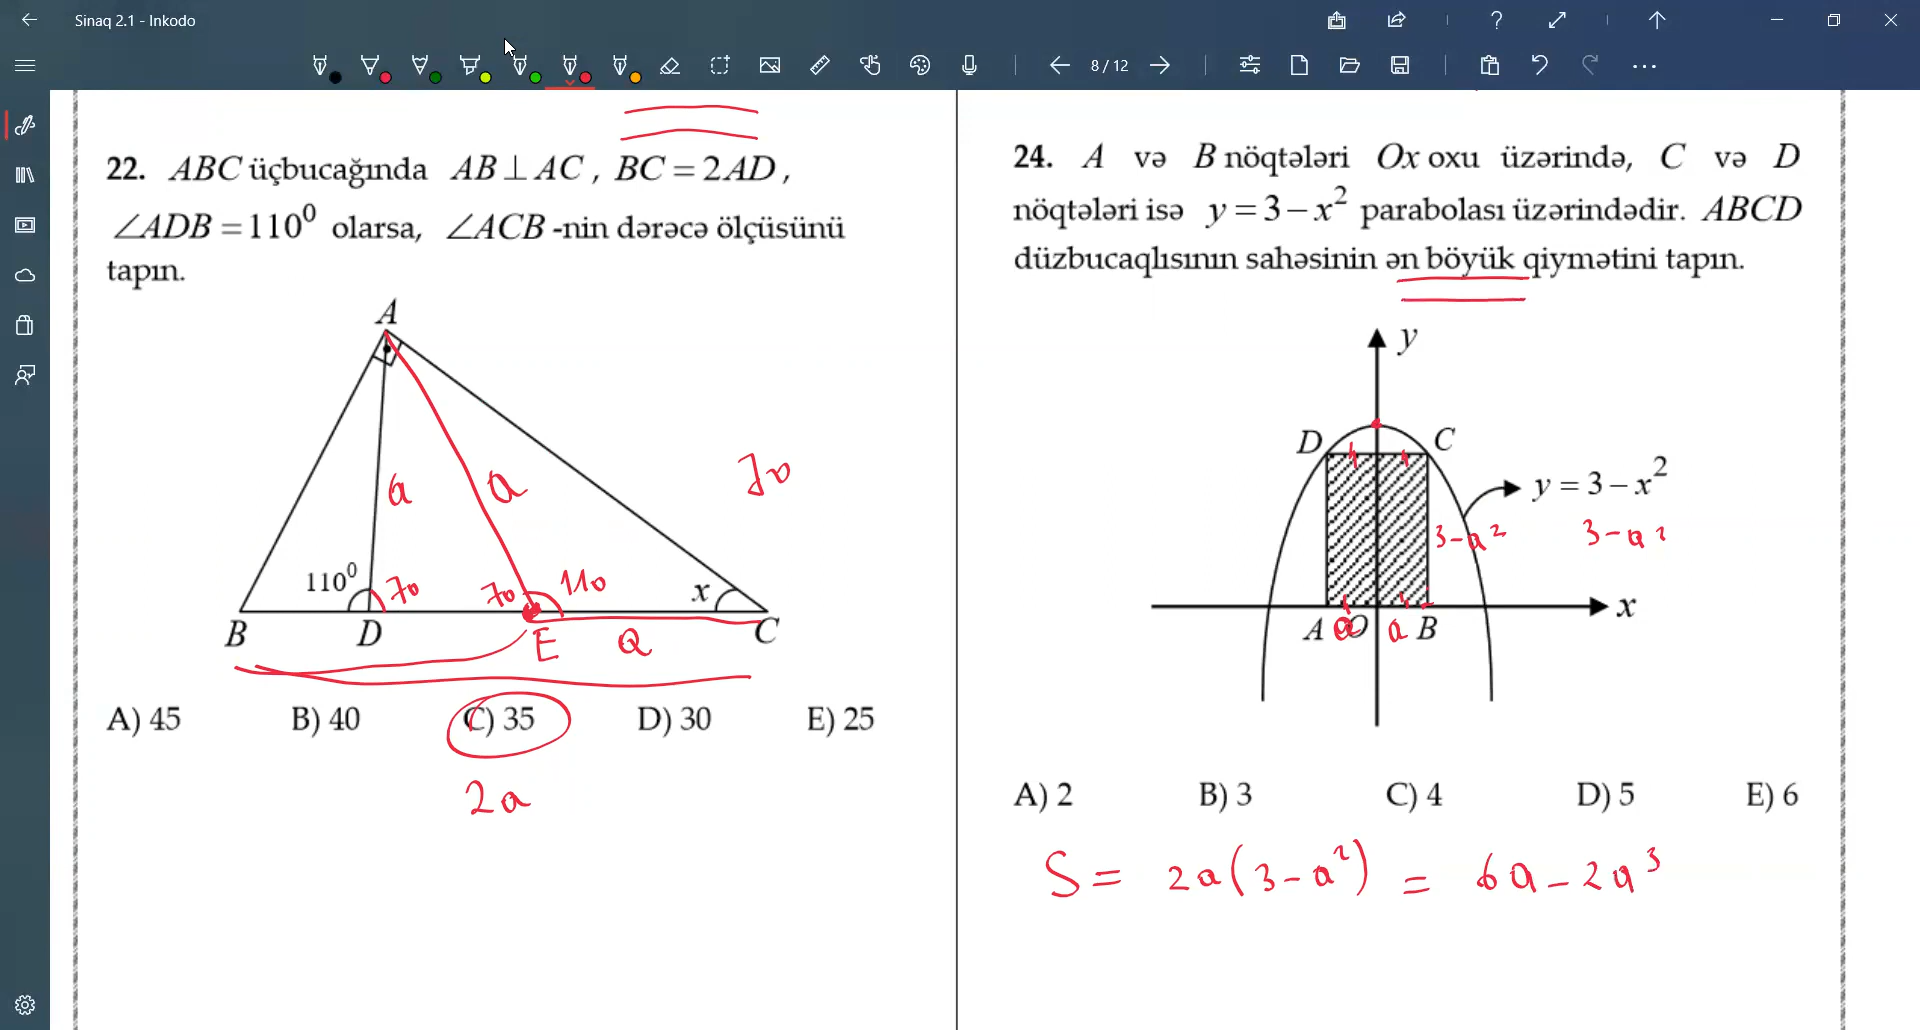 Sinaq 2.1 - Inkodo
8 / 12
22. ABC üçbucağında AB ⊥ AC , BC = 2AD ,
∠ADB = 110⁰ olarsa, ∠ACB -nin dərəcə ölçüsünü
tapın.
A
a
a
70
110⁰
70
70
110
x
B
D
E
a
C
A) 45 B) 40 C) 35 D) 30 E) 25
2a
24. A və B nöqtələri Ox oxu üzərində, C və D
nöqtələri isə y = 3 – x² parabolası üzərindədir. ABCD
düzbucaqlısının sahəsinin ən böyük qiymətini tapın.
y
D
C
y = 3 – x²
3-a²
3-a²
x
A
a
O
a
B
A) 2 B) 3 C) 4 D) 5 E) 6
S = 2a(3-a²) = 6a-2a³